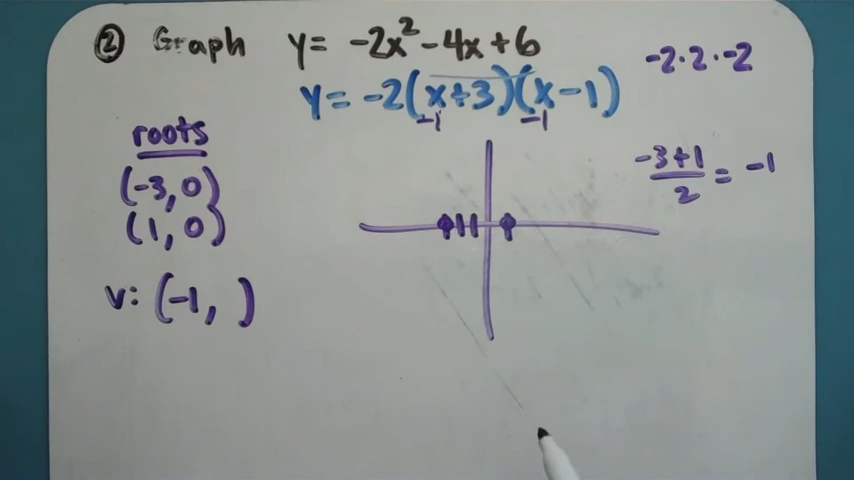 ② Graph y = -2x² - 4x + 6
-2·2·-2
y = -2(x+3)(x-1)
-1 -1
roots
(-3, 0)
(1, 0)
-3+1
2
= -1
v: (-1, )